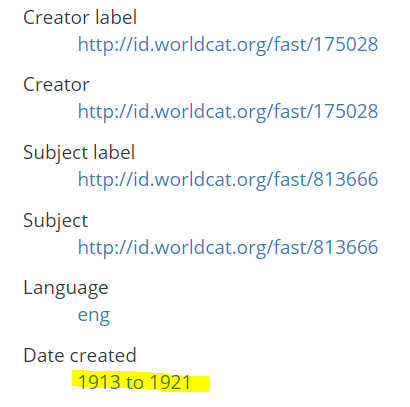 Creator label
http://id.worldcat.org/fast/175028
Creator
http://id.worldcat.org/fast/175028
Subject label
http://id.worldcat.org/fast/813666
Subject
http://id.worldcat.org/fast/813666
Language
eng
Date created
1913 to 1921